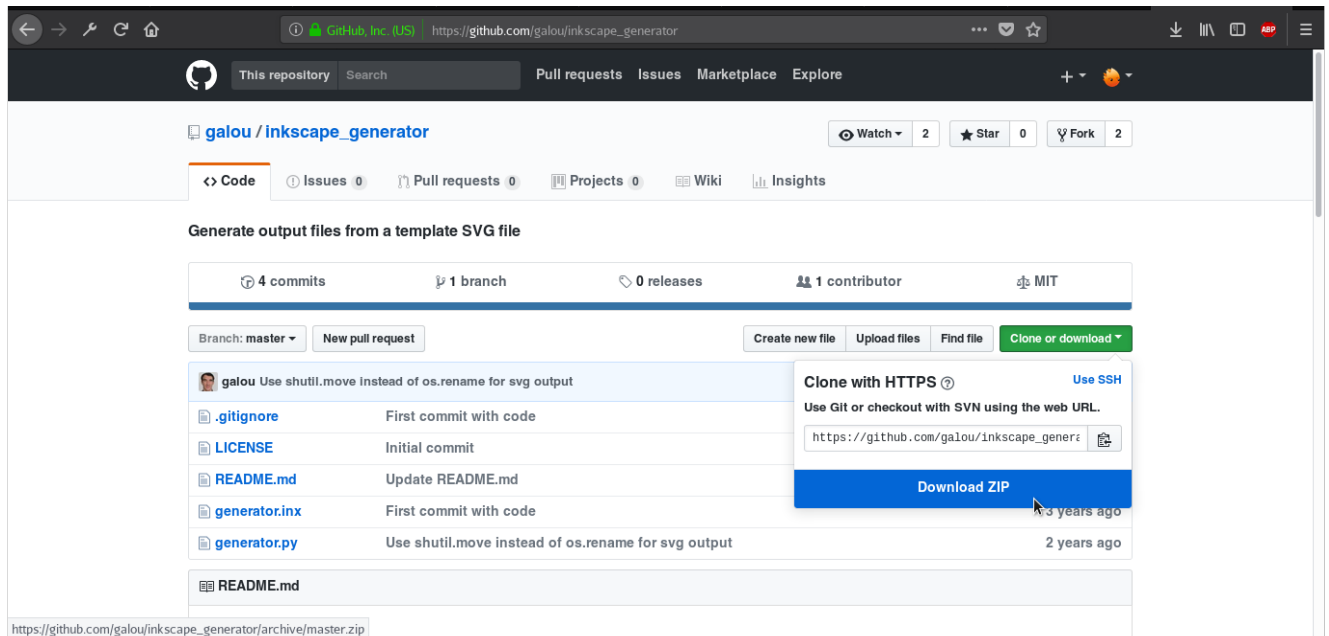 GitHub, Inc. (US) https://github.com/galou/inkscape_generator
ABP
This repository Search Pull requests Issues Marketplace Explore
galou / inkscape_generator
Watch 2 Star 0 Fork 2
Code Issues 0 Pull requests 0 Projects 0 Wiki Insights
Generate output files from a template SVG file
4 commits 1 branch 0 releases 1 contributor MIT
Branch: master New pull request Create new file Upload files Find file Clone or download
galou Use shutil.move instead of os.rename for svg output
Clone with HTTPS Use SSH
Use Git or checkout with SVN using the web URL.
https://github.com/galou/inkscape_genera
Download ZIP
.gitignore First commit with code
LICENSE Initial commit
README.md Update README.md
generator.inx First commit with code 3 years ago
generator.py Use shutil.move instead of os.rename for svg output 2 years ago
README.md
https://github.com/galou/inkscape_generator/archive/master.zip